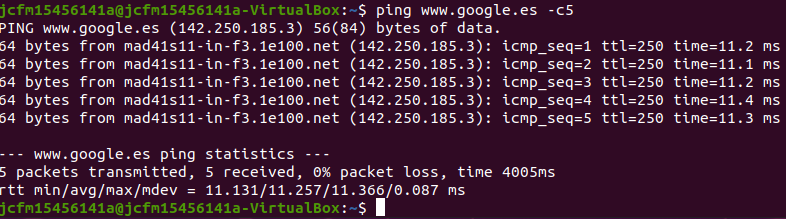 jcfm15456141a@jcfm15456141a-VirtualBox:~$ ping www.google.es -c5
PING www.google.es (142.250.185.3) 56(84) bytes of data.
64 bytes from mad41s11-in-f3.1e100.net (142.250.185.3): icmp_seq=1 ttl=250 time=11.2 ms
64 bytes from mad41s11-in-f3.1e100.net (142.250.185.3): icmp_seq=2 ttl=250 time=11.1 ms
64 bytes from mad41s11-in-f3.1e100.net (142.250.185.3): icmp_seq=3 ttl=250 time=11.2 ms
64 bytes from mad41s11-in-f3.1e100.net (142.250.185.3): icmp_seq=4 ttl=250 time=11.4 ms
64 bytes from mad41s11-in-f3.1e100.net (142.250.185.3): icmp_seq=5 ttl=250 time=11.3 ms
--- www.google.es ping statistics ---
5 packets transmitted, 5 received, 0% packet loss, time 4005ms
rtt min/avg/max/mdev = 11.131/11.257/11.366/0.087 ms
jcfm15456141a@jcfm15456141a-VirtualBox:~$